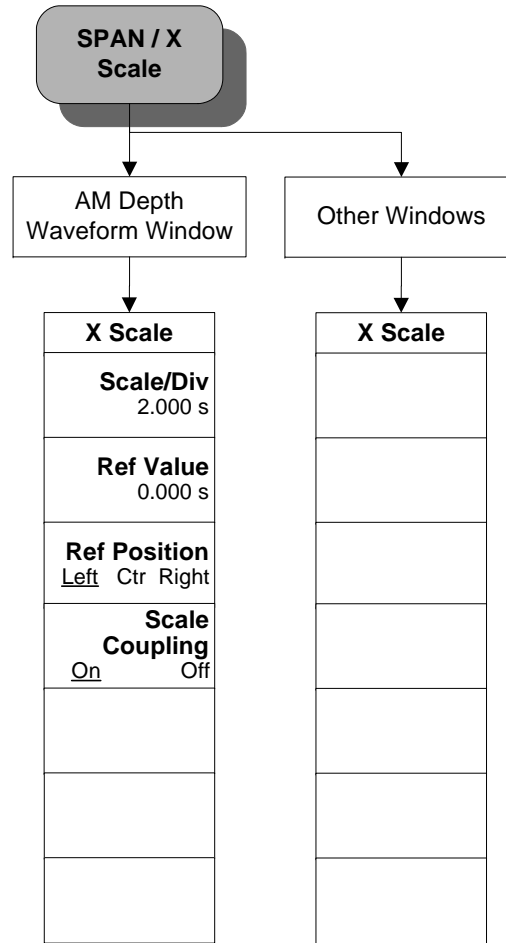 SPAN / X
Scale
AM Depth
Waveform Window
Other Windows
X Scale
Scale/Div
2.000 s
Ref Value
0.000 s
Ref Position
Left Ctr Right
Scale
Coupling
On Off
X Scale